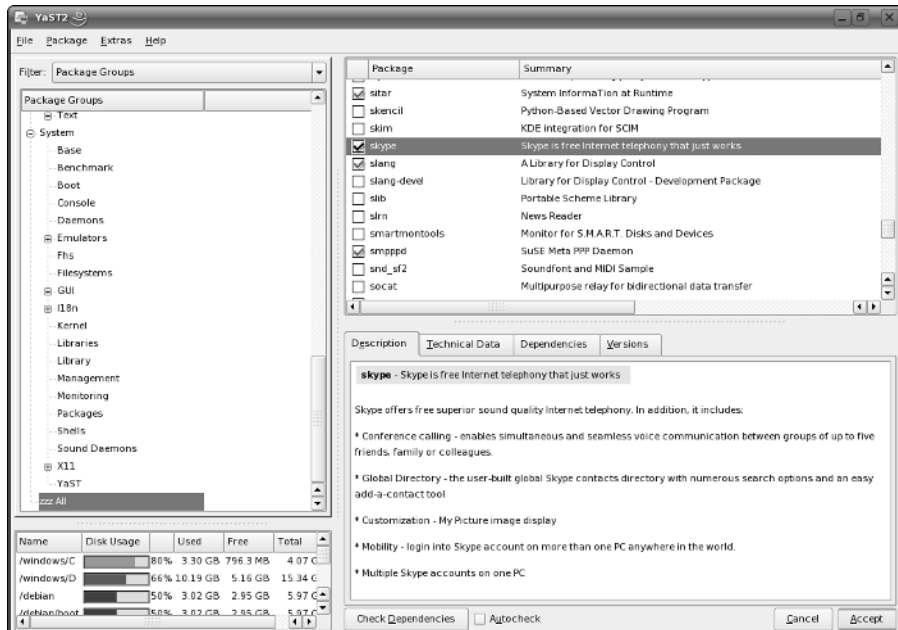 YaST2
File Package Extras Help
Filter: Package Groups
Package Groups
Text
System
Base
Benchmark
Boot
Console
Daemons
Emulators
Fhs
Filesystems
GUI
I18n
Kernel
Libraries
Library
Management
Monitoring
Packages
Shells
Sound Daemons
X11
YaST
zzz All
Name Disk Usage Used Free Total
/windows/C 80% 3.30 GB 796.3 MB 4.07 G
/windows/D 66% 10.19 GB 5.16 GB 15.34 G
/debian 50% 3.02 GB 2.95 GB 5.97 G
/debian/boot 50% 3.02 GB 2.95 GB 5.97 G
Package Summary
sitar System InformaTion at Runtime
skencil Python-Based Vector Drawing Program
skim KDE integration for SCIM
skype Skype is free Internet telephony that just works
slang A Library for Display Control
slang-devel Library for Display Control - Development Package
slib Portable Scheme Library
slrn News Reader
smartmontools Monitor for S.M.A.R.T. Disks and Devices
smpppd SuSE Meta PPP Daemon
snd_sf2 Soundfont and MIDI Sample
socat Multipurpose relay for bidirectional data transfer
Description Technical Data Dependencies Versions
skype - Skype is free Internet telephony that just works
Skype offers free superior sound quality Internet telephony. In addition, it includes:
* Conference calling - enables simultaneous and seamless voice communication between groups of up to five
friends, family or colleagues.
* Global Directory - the user-built global Skype contacts directory with numerous search options and an easy
add-a-contact tool
* Customization - My Picture image display
* Mobility - login into Skype account on more than one PC anywhere in the world.
* Multiple Skype accounts on one PC
Check Dependencies Autocheck Cancel Accept